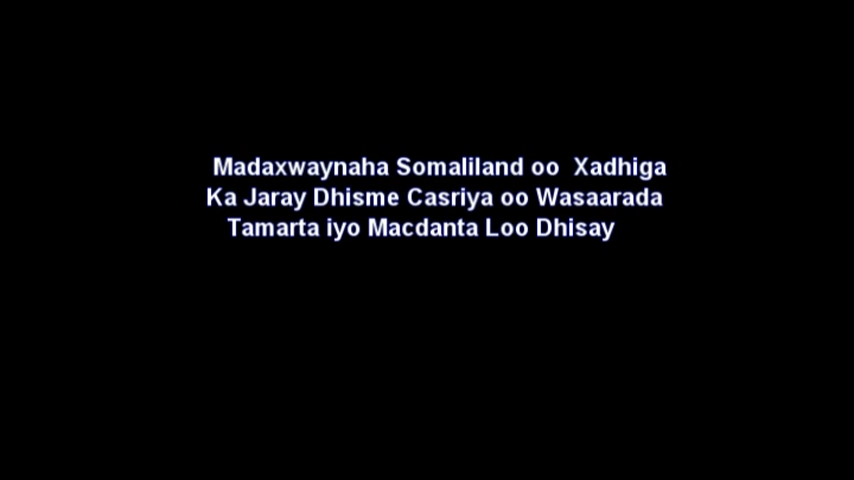 Madaxwaynaha Somaliland oo Xadhiga
Ka Jaray Dhisme Casriya oo Wasaarada
Tamarta iyo Macdanta Loo Dhisay